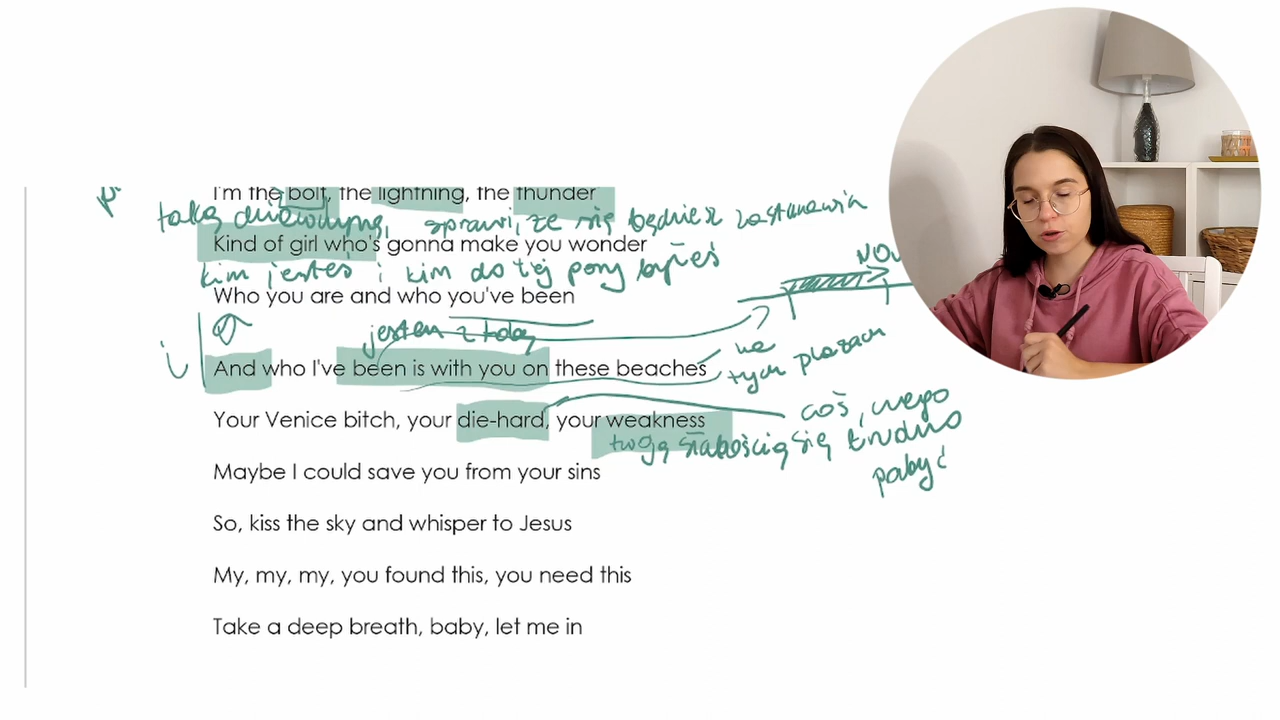 I'm the bolt, the lightning, the thunder
taką dziewczyną, sprawi, że się będziesz zastanawiał
Kind of girl who's gonna make you wonder
kim jesteś i kim do tej pory byłeś
Who you are and who you've been
NOW
jestem z tobą
i
And who I've been is with you on these beaches
na tych plażach
Your Venice bitch, your die-hard, your weakness
coś, czego się trudno pobyć
twoją słabością
Maybe I could save you from your sins
So, kiss the sky and whisper to Jesus
My, my, my, you found this, you need this
Take a deep breath, baby, let me in